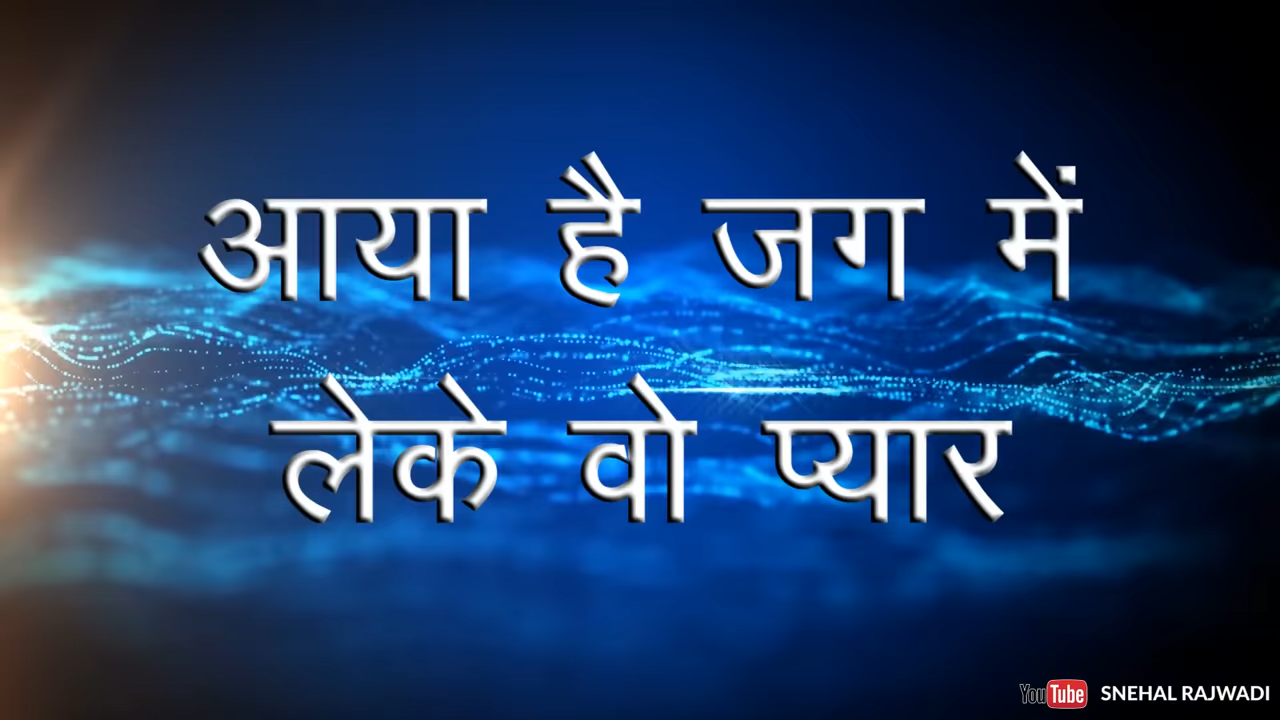 आया है जग में
लेके वो प्यार
YouTube SNEHAL RAJWADI